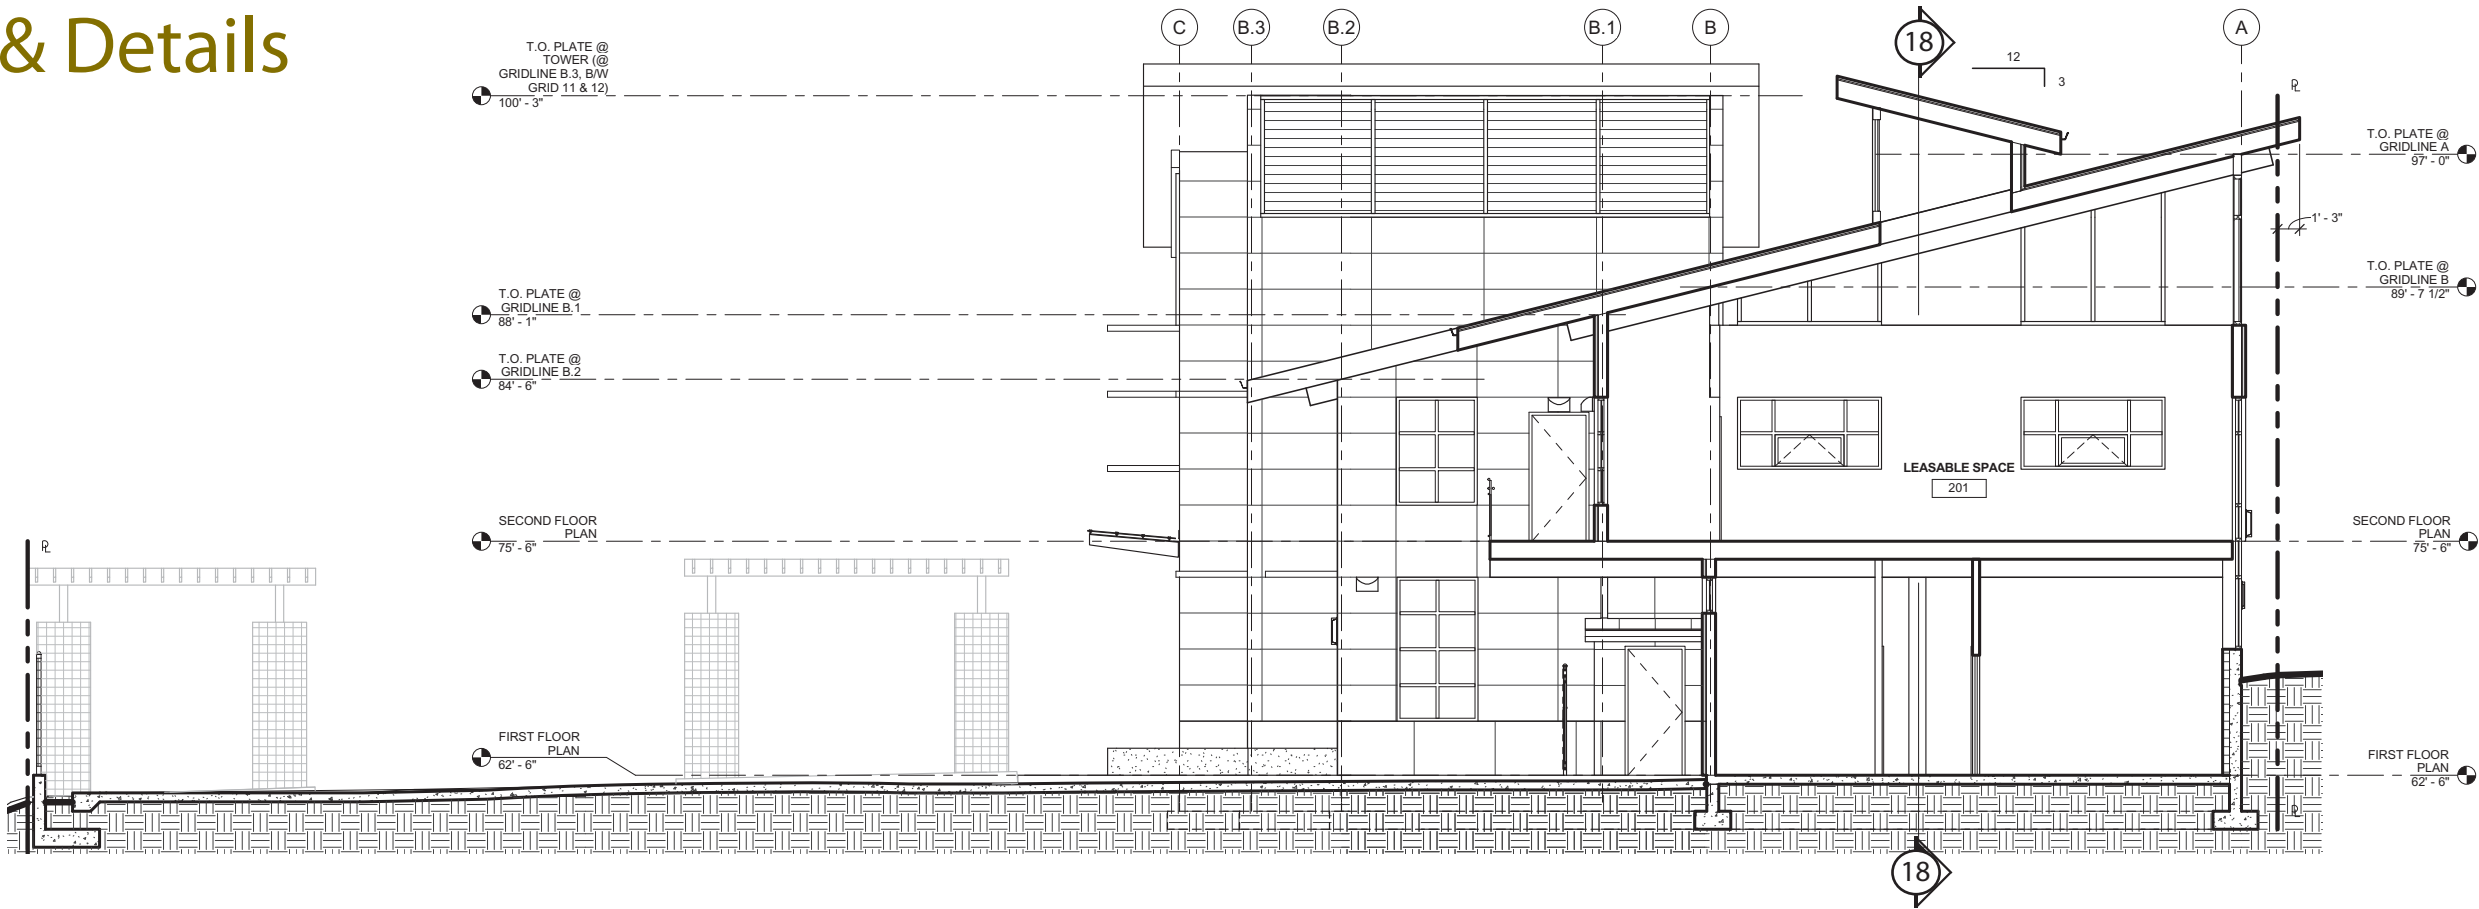 & Details
C
B.3
B.2
B.1
B
A
18
12
3
T.O. PLATE @
TOWER (@
GRIDLINE B.3, B/W
GRID 11 & 12)
100' - 3"
PL
T.O. PLATE @
GRIDLINE A
97' - 0"
1' - 3"
T.O. PLATE @
GRIDLINE B
89' - 7 1/2"
T.O. PLATE @
GRIDLINE B.1
88' - 1"
T.O. PLATE @
GRIDLINE B.2
84' - 6"
LEASABLE SPACE
201
SECOND FLOOR
PLAN
75' - 6"
SECOND FLOOR
PLAN
75' - 6"
PL
FIRST FLOOR
PLAN
62' - 6"
FIRST FLOOR
PLAN
62' - 6"
PL
18